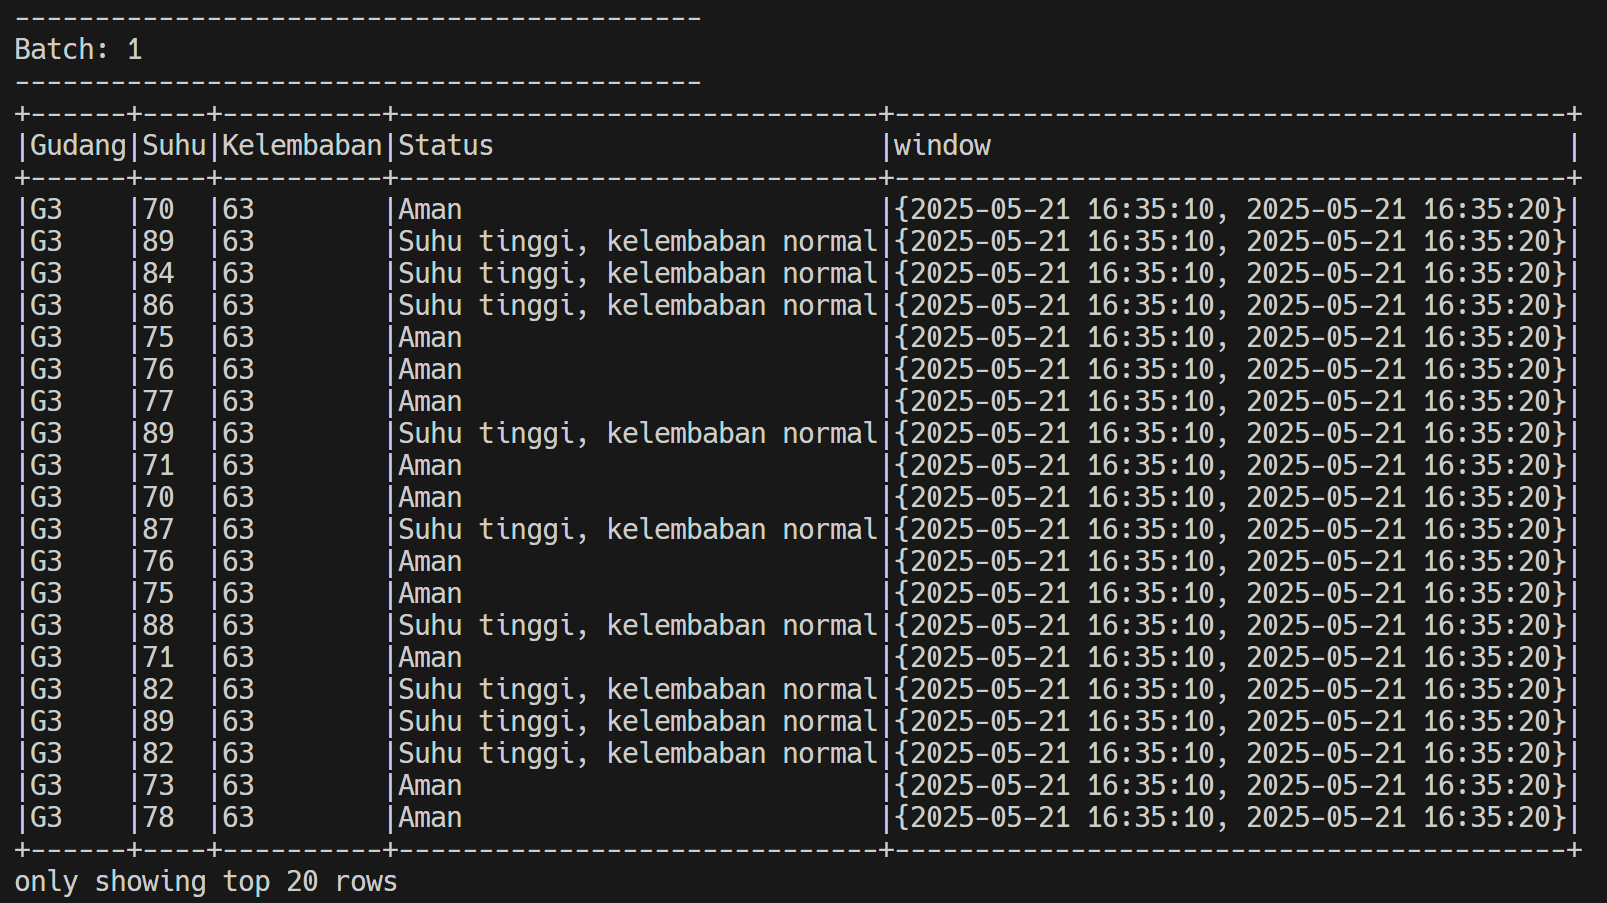 -------------------------------------------
Batch: 1
-------------------------------------------
+------+----+----------+------------------------------+------------------------------------------+
|Gudang|Suhu|Kelembaban|Status                        |window                                    |
+------+----+----------+------------------------------+------------------------------------------+
|G3    |70  |63        |Aman                          |{2025-05-21 16:35:10, 2025-05-21 16:35:20}|
|G3    |89  |63        |Suhu tinggi, kelembaban normal|{2025-05-21 16:35:10, 2025-05-21 16:35:20}|
|G3    |84  |63        |Suhu tinggi, kelembaban normal|{2025-05-21 16:35:10, 2025-05-21 16:35:20}|
|G3    |86  |63        |Suhu tinggi, kelembaban normal|{2025-05-21 16:35:10, 2025-05-21 16:35:20}|
|G3    |75  |63        |Aman                          |{2025-05-21 16:35:10, 2025-05-21 16:35:20}|
|G3    |76  |63        |Aman                          |{2025-05-21 16:35:10, 2025-05-21 16:35:20}|
|G3    |77  |63        |Aman                          |{2025-05-21 16:35:10, 2025-05-21 16:35:20}|
|G3    |89  |63        |Suhu tinggi, kelembaban normal|{2025-05-21 16:35:10, 2025-05-21 16:35:20}|
|G3    |71  |63        |Aman                          |{2025-05-21 16:35:10, 2025-05-21 16:35:20}|
|G3    |70  |63        |Aman                          |{2025-05-21 16:35:10, 2025-05-21 16:35:20}|
|G3    |87  |63        |Suhu tinggi, kelembaban normal|{2025-05-21 16:35:10, 2025-05-21 16:35:20}|
|G3    |76  |63        |Aman                          |{2025-05-21 16:35:10, 2025-05-21 16:35:20}|
|G3    |75  |63        |Aman                          |{2025-05-21 16:35:10, 2025-05-21 16:35:20}|
|G3    |88  |63        |Suhu tinggi, kelembaban normal|{2025-05-21 16:35:10, 2025-05-21 16:35:20}|
|G3    |71  |63        |Aman                          |{2025-05-21 16:35:10, 2025-05-21 16:35:20}|
|G3    |82  |63        |Suhu tinggi, kelembaban normal|{2025-05-21 16:35:10, 2025-05-21 16:35:20}|
|G3    |89  |63        |Suhu tinggi, kelembaban normal|{2025-05-21 16:35:10, 2025-05-21 16:35:20}|
|G3    |82  |63        |Suhu tinggi, kelembaban normal|{2025-05-21 16:35:10, 2025-05-21 16:35:20}|
|G3    |73  |63        |Aman                          |{2025-05-21 16:35:10, 2025-05-21 16:35:20}|
|G3    |78  |63        |Aman                          |{2025-05-21 16:35:10, 2025-05-21 16:35:20}|
+------+----+----------+------------------------------+------------------------------------------+
only showing top 20 rows